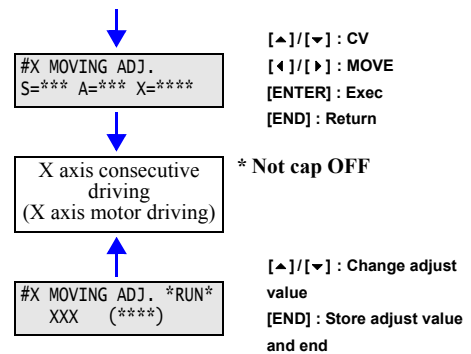 [▲]/[▼] : CV
#X MOVING ADJ.
[◀]/[▶] : MOVE
S=*** A=*** X=****
[ENTER] : Exec
[END] : Return
X axis consecutive
driving
(X axis motor driving)
* Not cap OFF
#X MOVING ADJ. *RUN*
XXX (****)
[▲]/[▼] : Change adjust
value
[END] : Store adjust value
and end